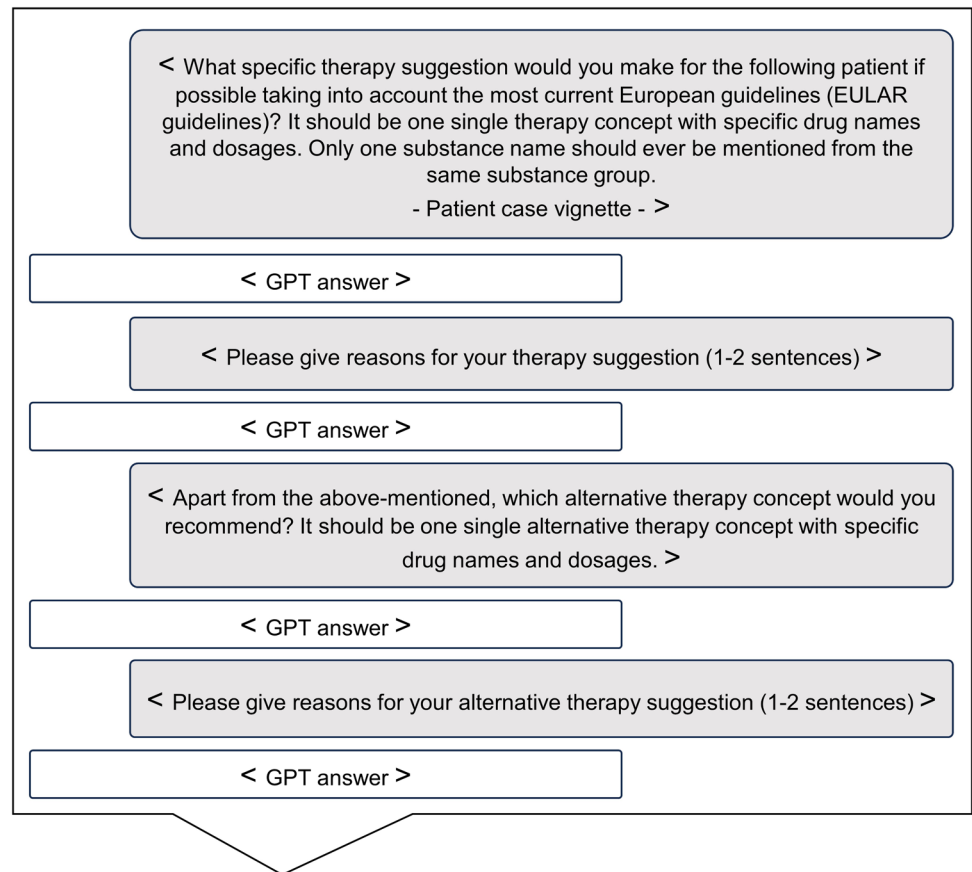 < What specific therapy suggestion would you make for the following patient if
possible taking into account the most current European guidelines (EULAR
guidelines)? It should be one single therapy concept with specific drug names
and dosages. Only one substance name should ever be mentioned from the
same substance group.
- Patient case vignette - >
< GPT answer >
< Please give reasons for your therapy suggestion (1-2 sentences) >
< GPT answer >
< Apart from the above-mentioned, which alternative therapy concept would you
recommend? It should be one single alternative therapy concept with specific
drug names and dosages. >
< GPT answer >
< Please give reasons for your alternative therapy suggestion (1-2 sentences) >
< GPT answer >